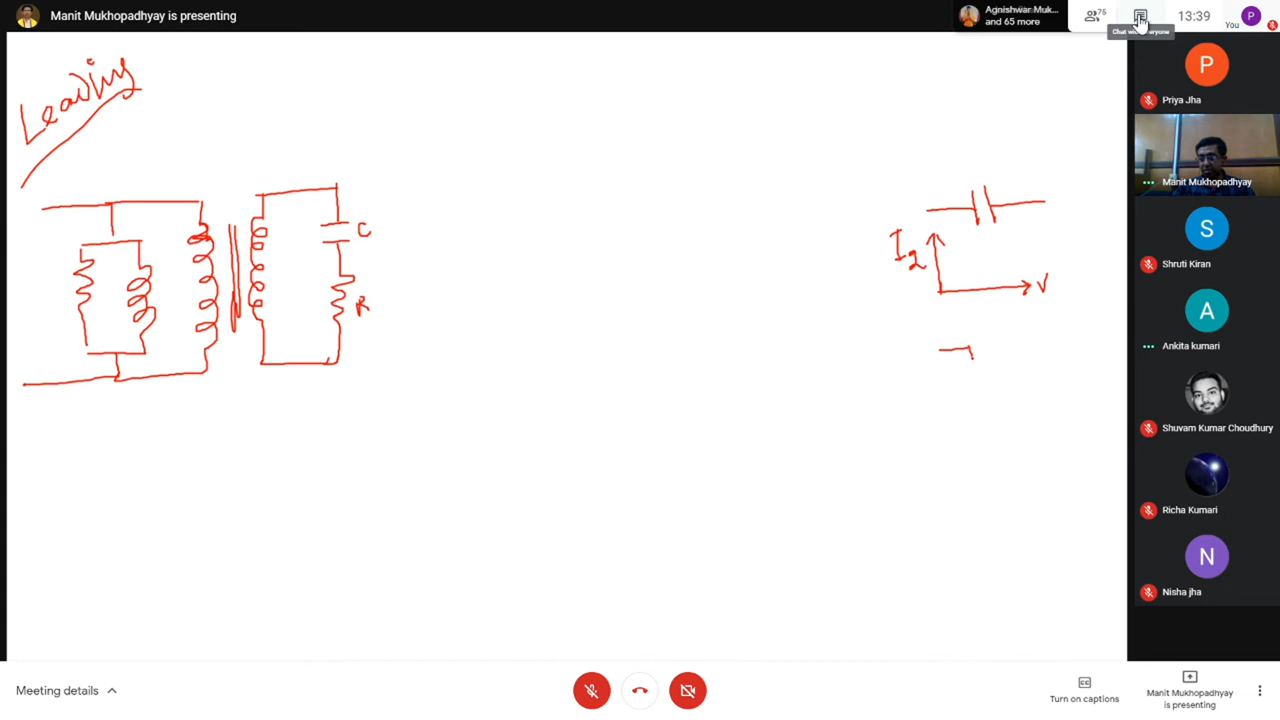 Manit Mukhopadhyay is presenting
Agnishwar Muk...
and 65 more
75
13:39
You
P
Leading
C
R
I2
V
P
Priya Jha
Manit Mukhopadhyay
S
Shruti Kiran
A
Ankita kumari
Shuvam Kumar Choudhury
Richa Kumari
N
Nisha jha
Meeting details
Turn on captions
Manit Mukhopadhyay
is presenting